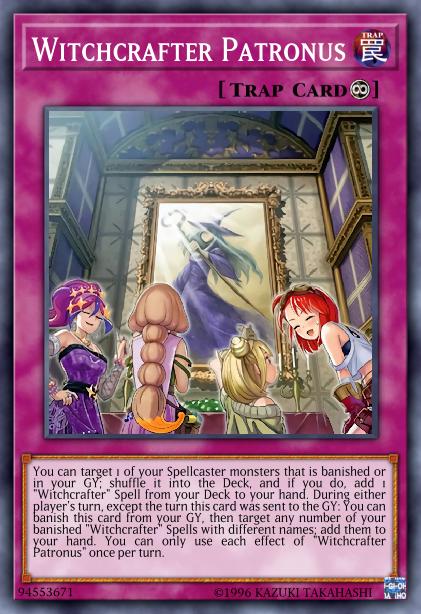 WITCHCRAFTER PATRONUS
TRAP
罠
[TRAP CARD∞]
You can target 1 of your Spellcaster monsters that is banished or
in your GY; shuffle it into the Deck, and if you do, add 1
"Witchcrafter" Spell from your Deck to your hand. During either
player's turn, except the turn this card was sent to the GY: You can
banish this card from your GY, then target any number of your
banished "Witchcrafter" Spells with different names; add them to
your hand. You can only use each effect of "Witchcrafter
Patronus" once per turn.
94553671
©1996 KAZUKI TAKAHASHI